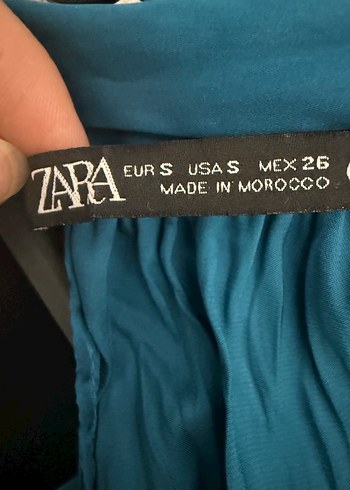 ZARA EUR S USA S MEX 26
MADE IN MOROCCO